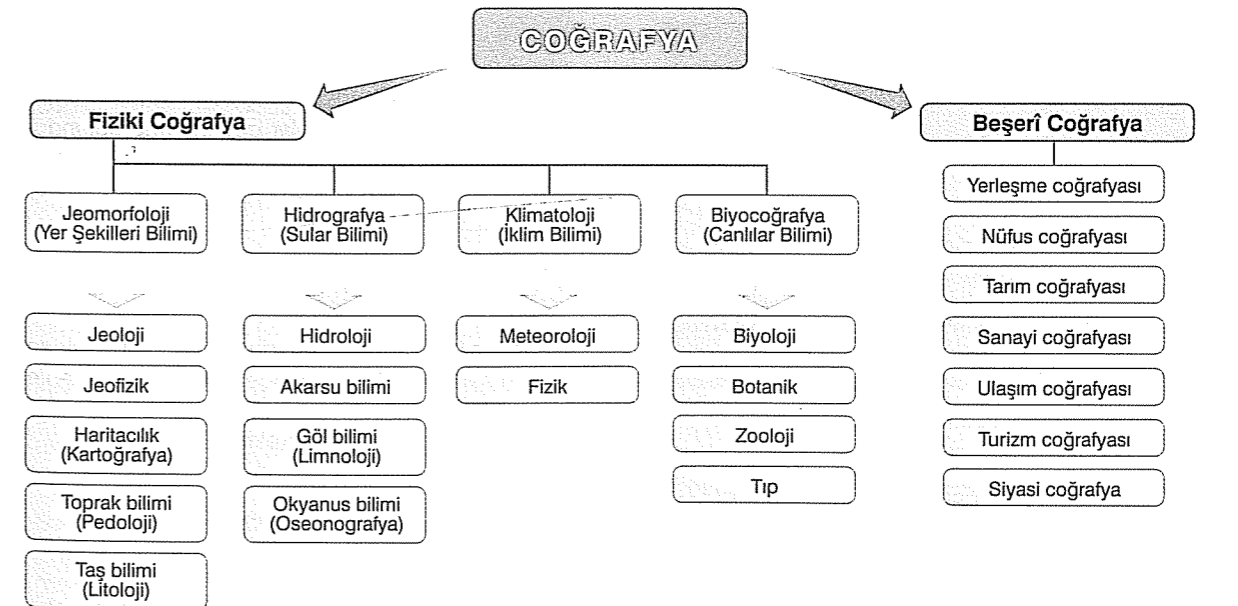 COĞRAFYA
Fiziki Coğrafya
Jeomorfoloji
(Yer Şekilleri Bilimi)
Hidrografya
(Sular Bilimi)
Klimatoloji
(İklim Bilimi)
Biyocoğrafya
(Canlılar Bilimi)
Jeoloji
Jeofizik
Haritacılık
(Kartoğrafya)
Toprak bilimi
(Pedoloji)
Taş bilimi
(Litoloji)
Hidroloji
Akarsu bilimi
Göl bilimi
(Limnoloji)
Okyanus bilimi
(Oseonografya)
Meteoroloji
Fizik
Biyoloji
Botanik
Zooloji
Tıp
Beşerî Coğrafya
Yerleşme coğrafyası
Nüfus coğrafyası
Tarım coğrafyası
Sanayi coğrafyası
Ulaşım coğrafyası
Turizm coğrafyası
Siyasi coğrafya